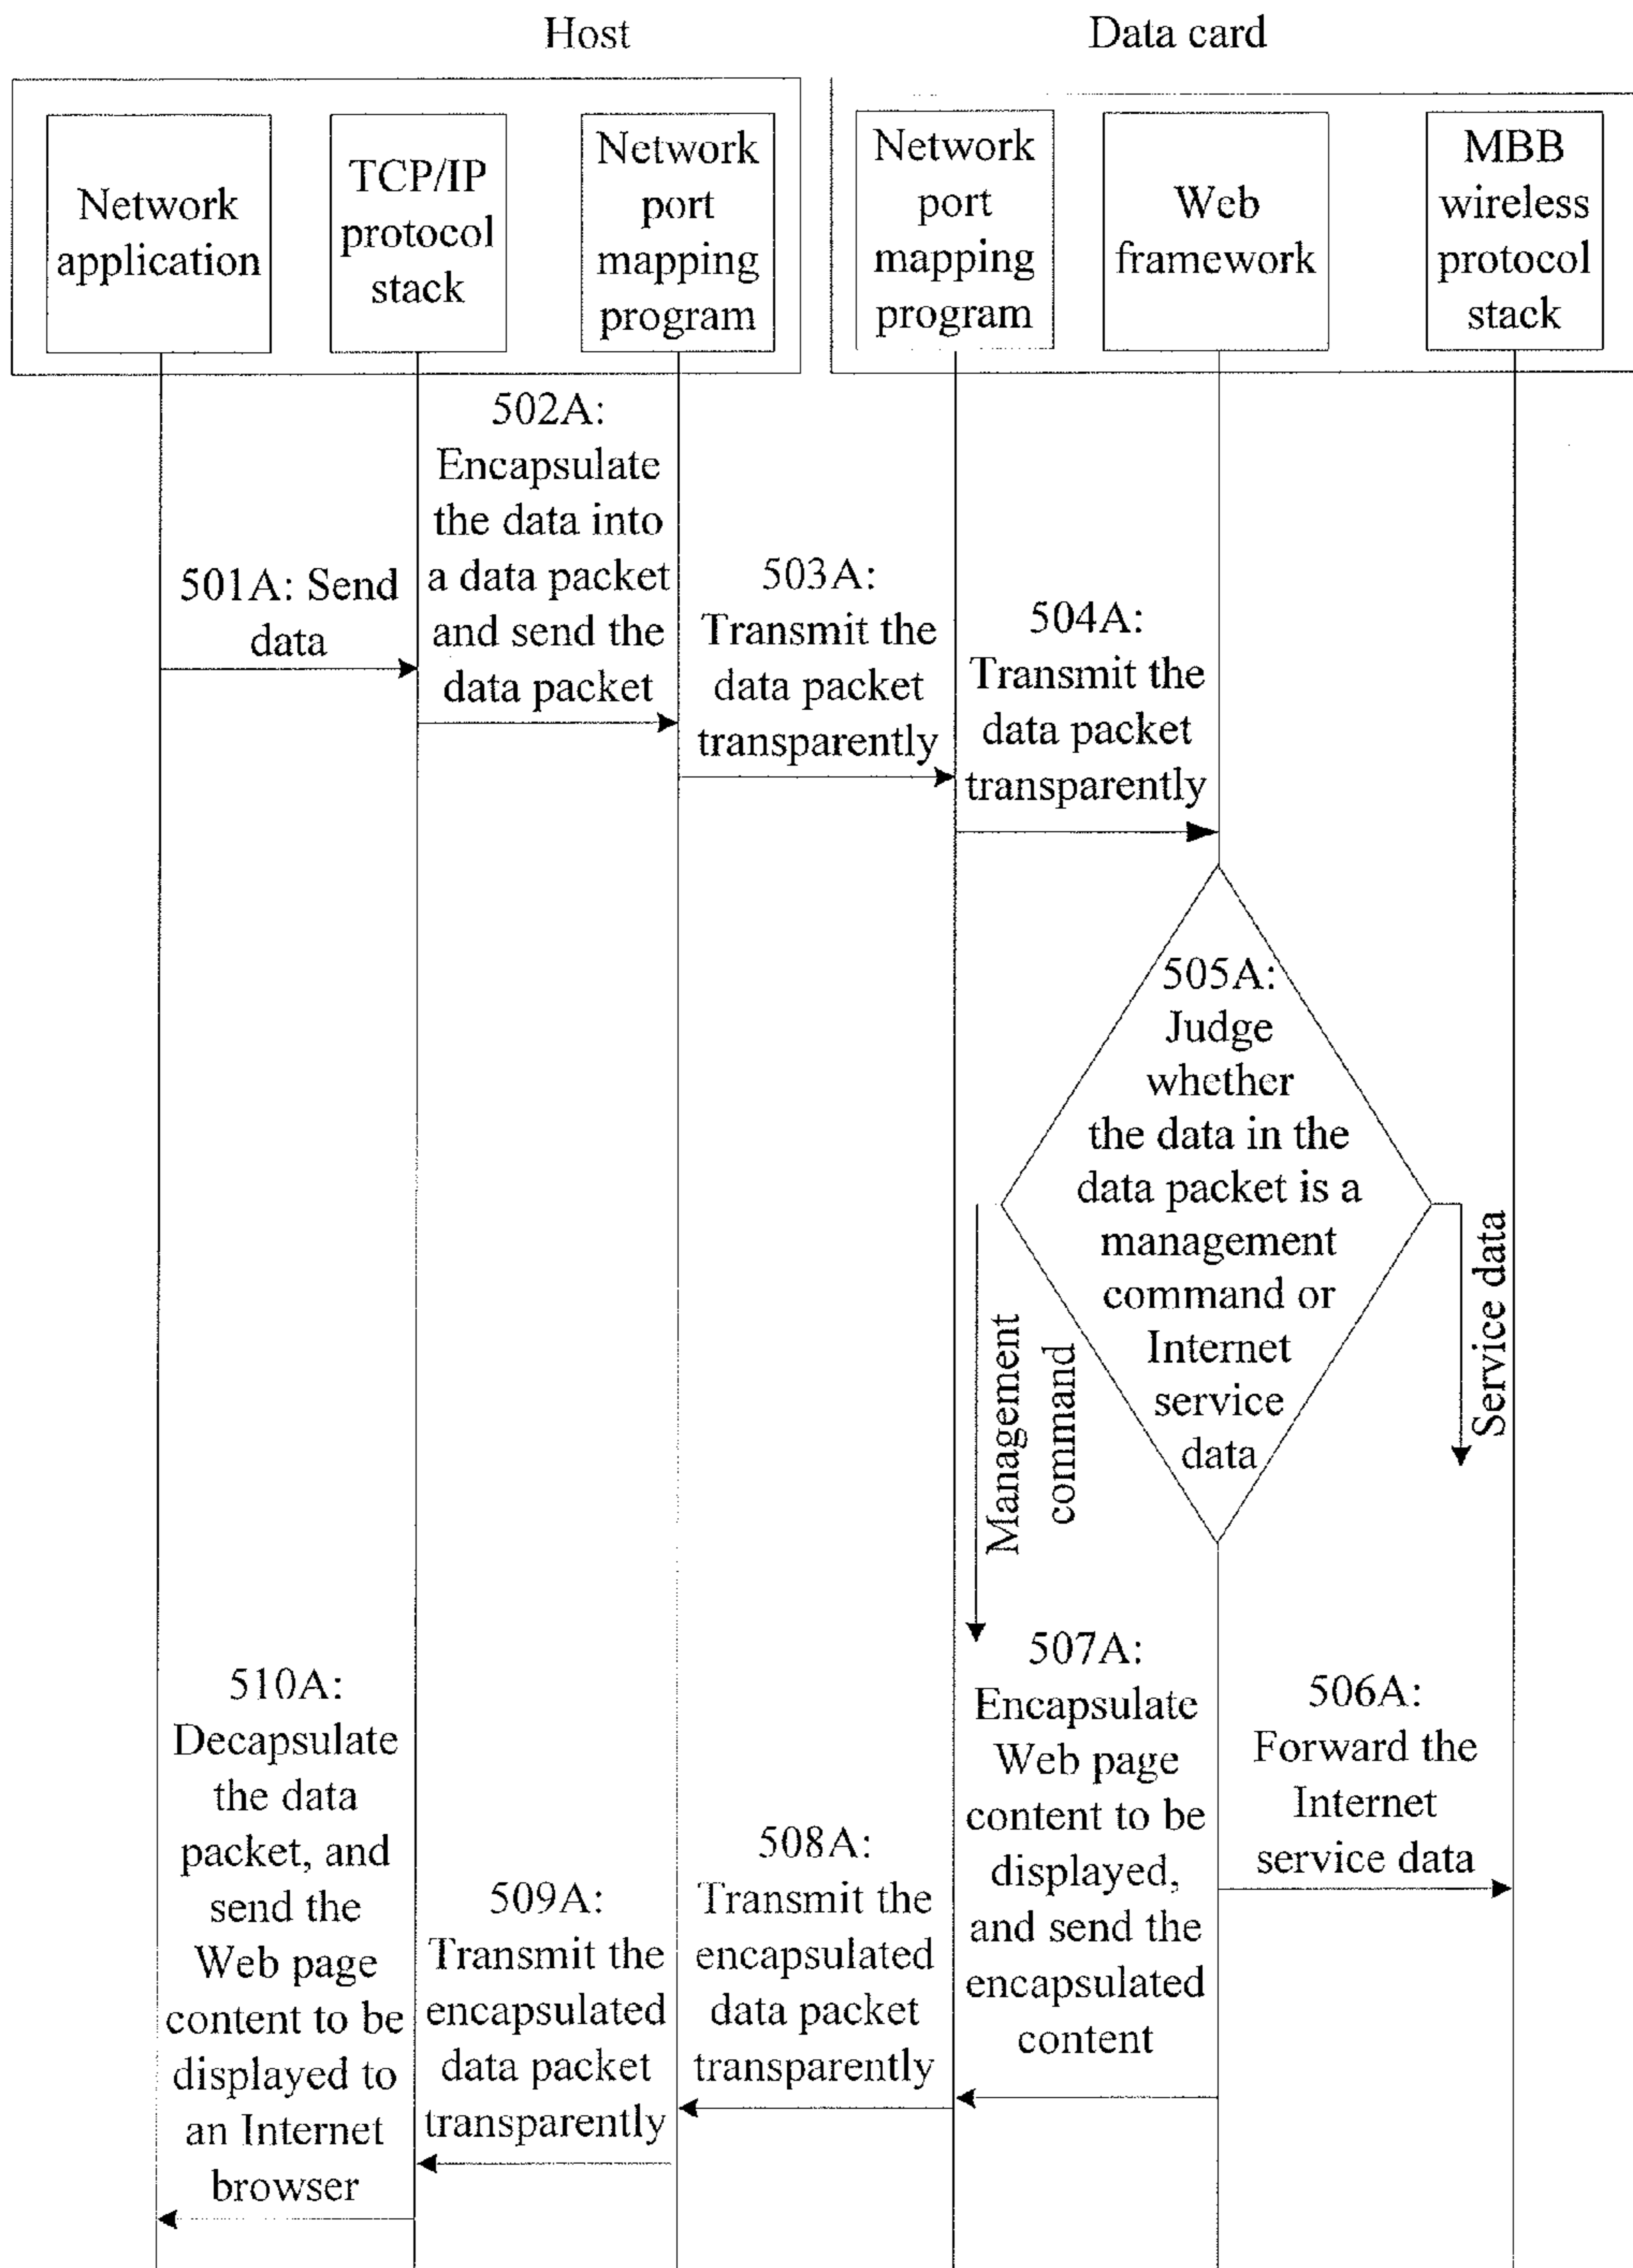 Host
Data card
Network
application
TCP/IP
protocol
stack
Network
port
mapping
program
Network
port
mapping
program
Web
framework
MBB
wireless
protocol
stack
501A: Send
data
502A:
Encapsulate
the data into
a data packet
and send the
data packet
503A:
Transmit the
data packet
transparently
504A:
Transmit the
data packet
transparently
505A:
Judge
whether
the data in the
data packet is a
management
command or
Internet
service
data
Management
command
Service data
506A:
Forward the
Internet
service data
507A:
Encapsulate
Web page
content to be
displayed,
and send the
encapsulated
content
508A:
Transmit the
encapsulated
data packet
transparently
509A:
Transmit the
encapsulated
data packet
transparently
510A:
Decapsulate
the data
packet, and
send the
Web page
content to be
displayed to
an Internet
browser